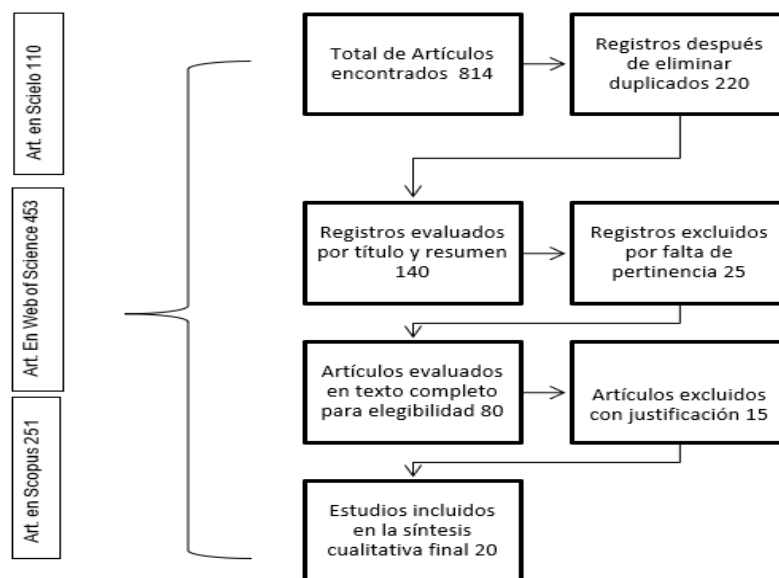 Art. en Scielo 110
Art. En Web of Science 453
Art. en Scopus 251
Total de Artículos
encontrados 814
Registros después
de eliminar
duplicados 220
Registros evaluados
por título y resumen
140
Registros excluidos
por falta de
pertinencia 25
Artículos evaluados
en texto completo
para elegibilidad 80
Artículos excluidos
con justificación 15
Estudios incluidos
en la síntesis
cualitativa final 20